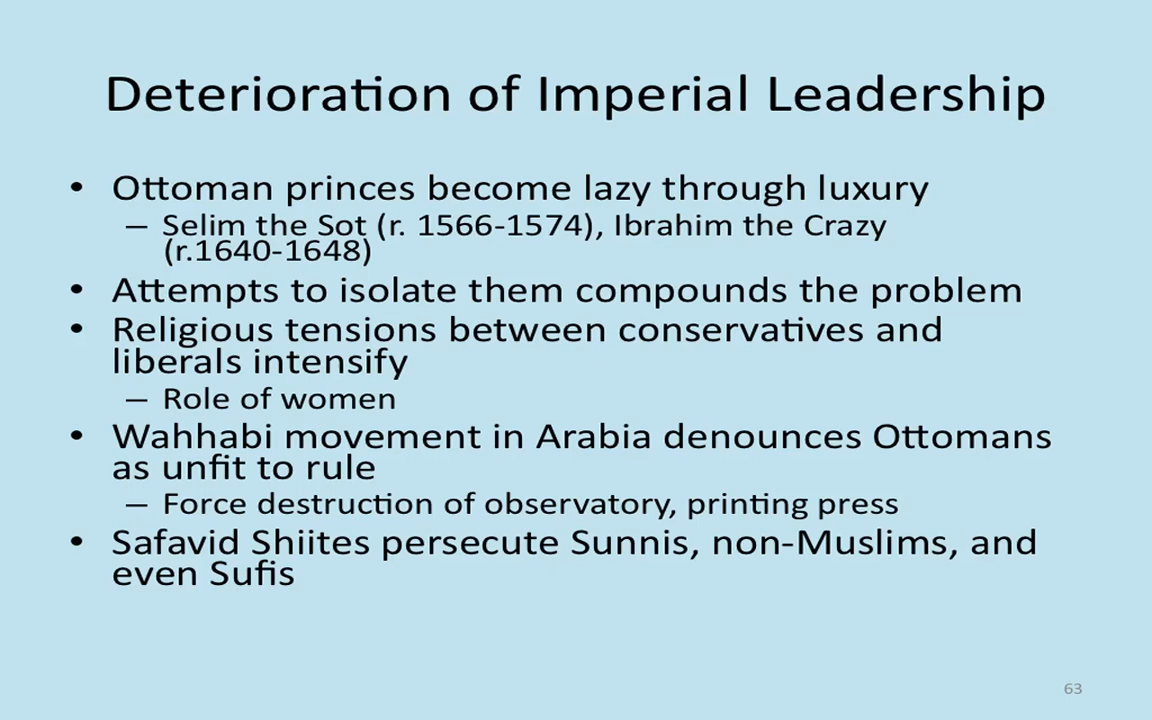 Deterioration of Imperial Leadership
• Ottoman princes become lazy through luxury
– Selim the Sot (r. 1566-1574), Ibrahim the Crazy
(r.1640-1648)
• Attempts to isolate them compounds the problem
• Religious tensions between conservatives and
liberals intensify
– Role of women
• Wahhabi movement in Arabia denounces Ottomans
as unfit to rule
– Force destruction of observatory, printing press
• Safavid Shiites persecute Sunnis, non-Muslims, and
even Sufis
63